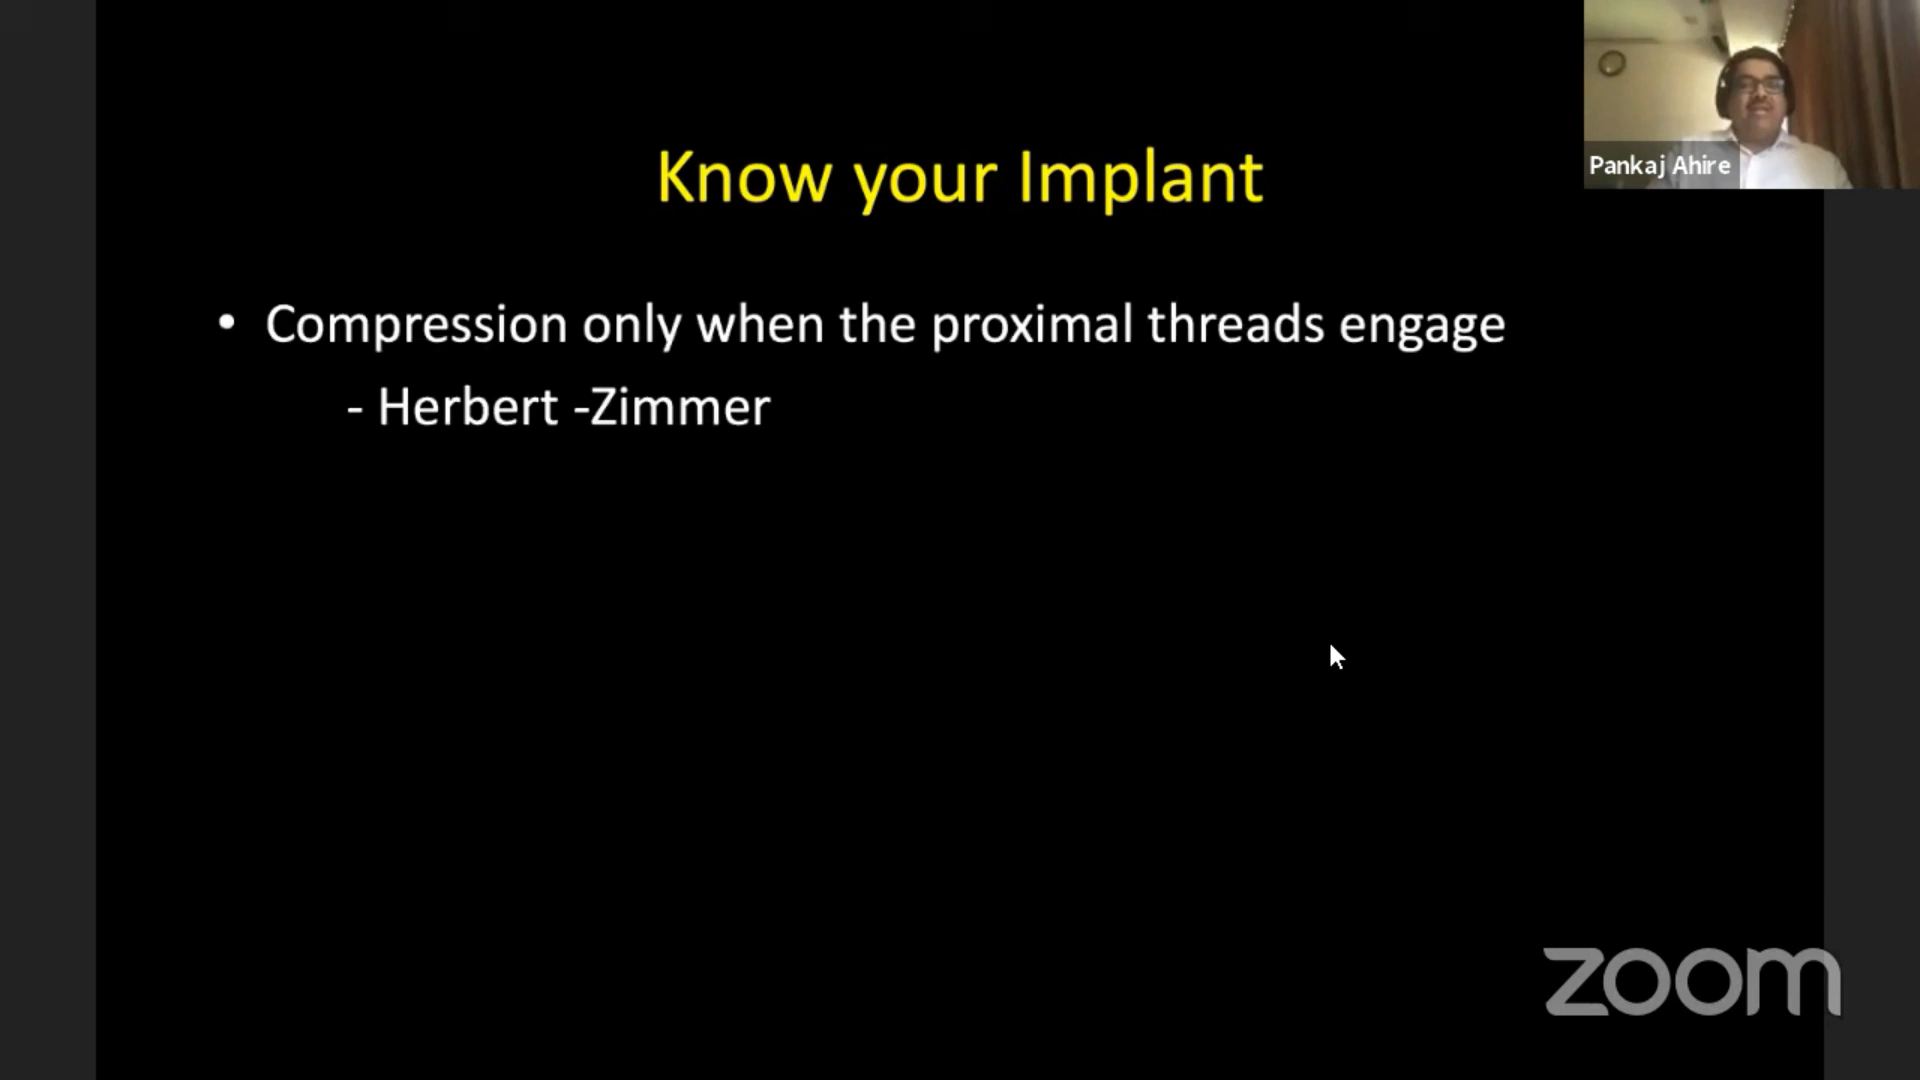 Know your Implant
• Compression only when the proximal threads engage
- Herbert -Zimmer
Pankaj Ahire
zoom